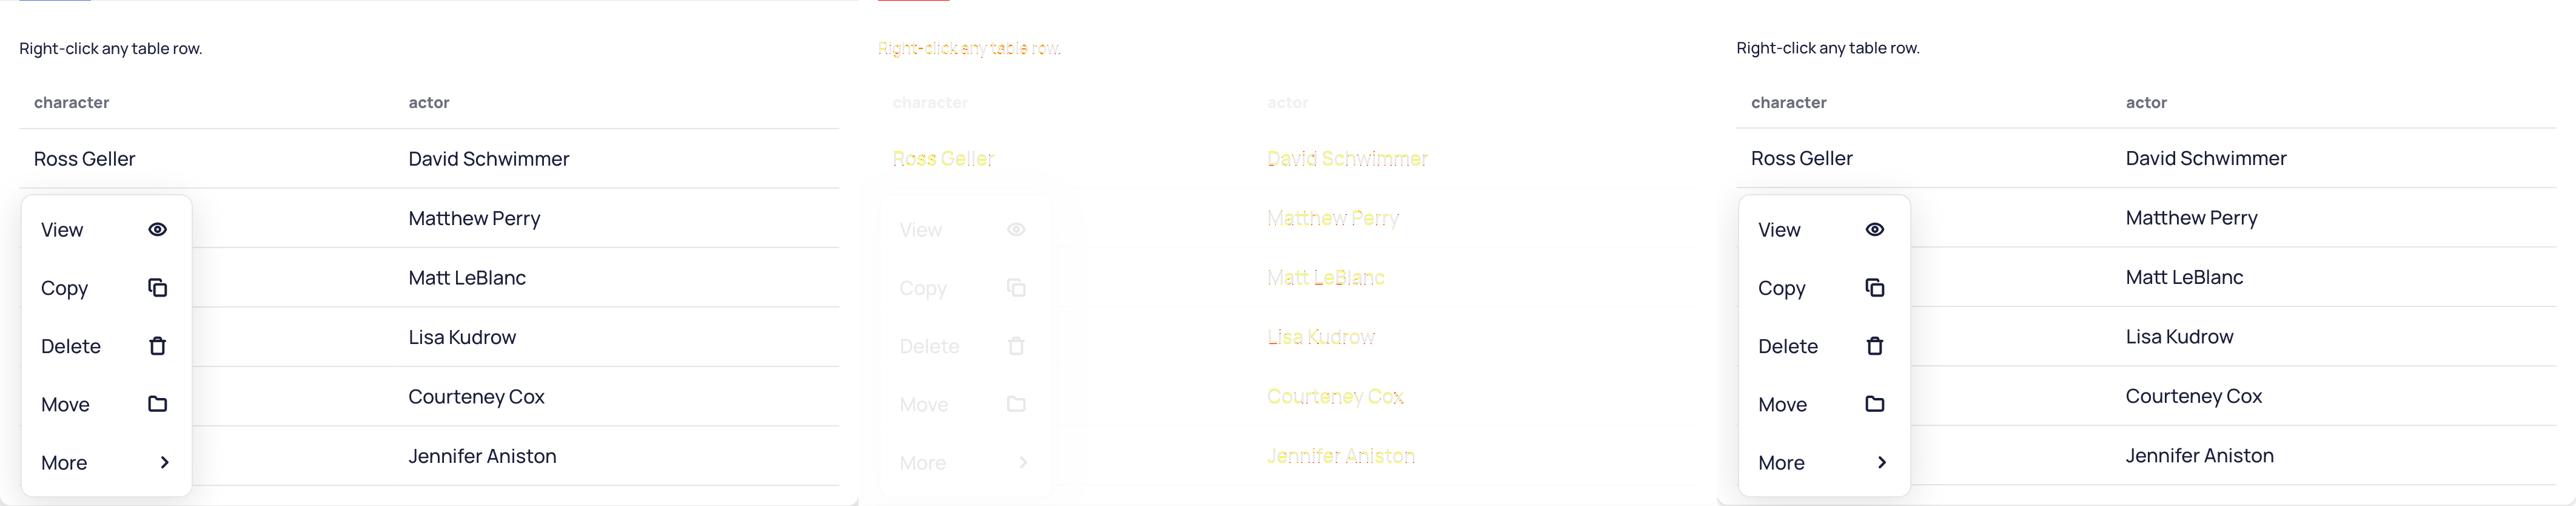 Right-click any table row.
character actor
Ross Geller David Schwimmer
Matthew Perry
View
Matt LeBlanc
Copy
Lisa Kudrow
Delete
Courteney Cox
Move
Jennifer Aniston
More
Right-click any table row.
character actor
Ross Geller David Schwimmer
Matthew Perry
View
Matt LeBlanc
Copy
Lisa Kudrow
Delete
Courteney Cox
Move
Jennifer Aniston
More
Right-click any table row.
character actor
Ross Geller David Schwimmer
Matthew Perry
View
Matt LeBlanc
Copy
Lisa Kudrow
Delete
Courteney Cox
Move
Jennifer Aniston
More